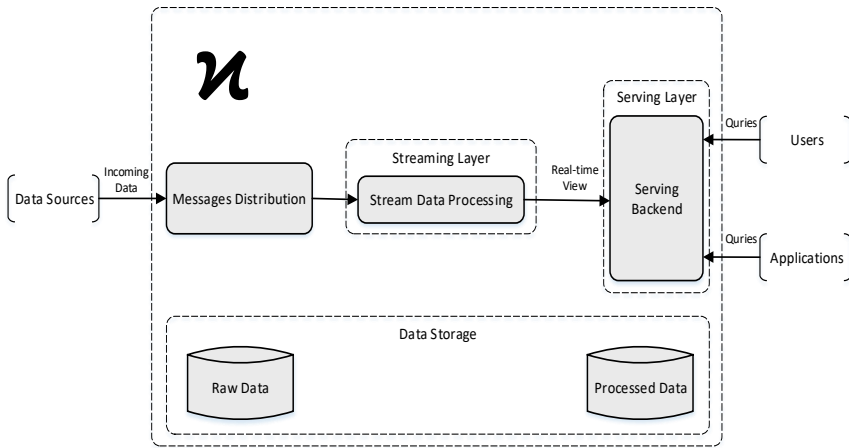 ϰ
Serving Layer
Quries
Users
Streaming Layer
Incoming
Data
Real-time
View
Data Sources
Messages Distribution
Stream Data Processing
Serving
Backend
Quries
Applications
Data Storage
Raw Data
Processed Data